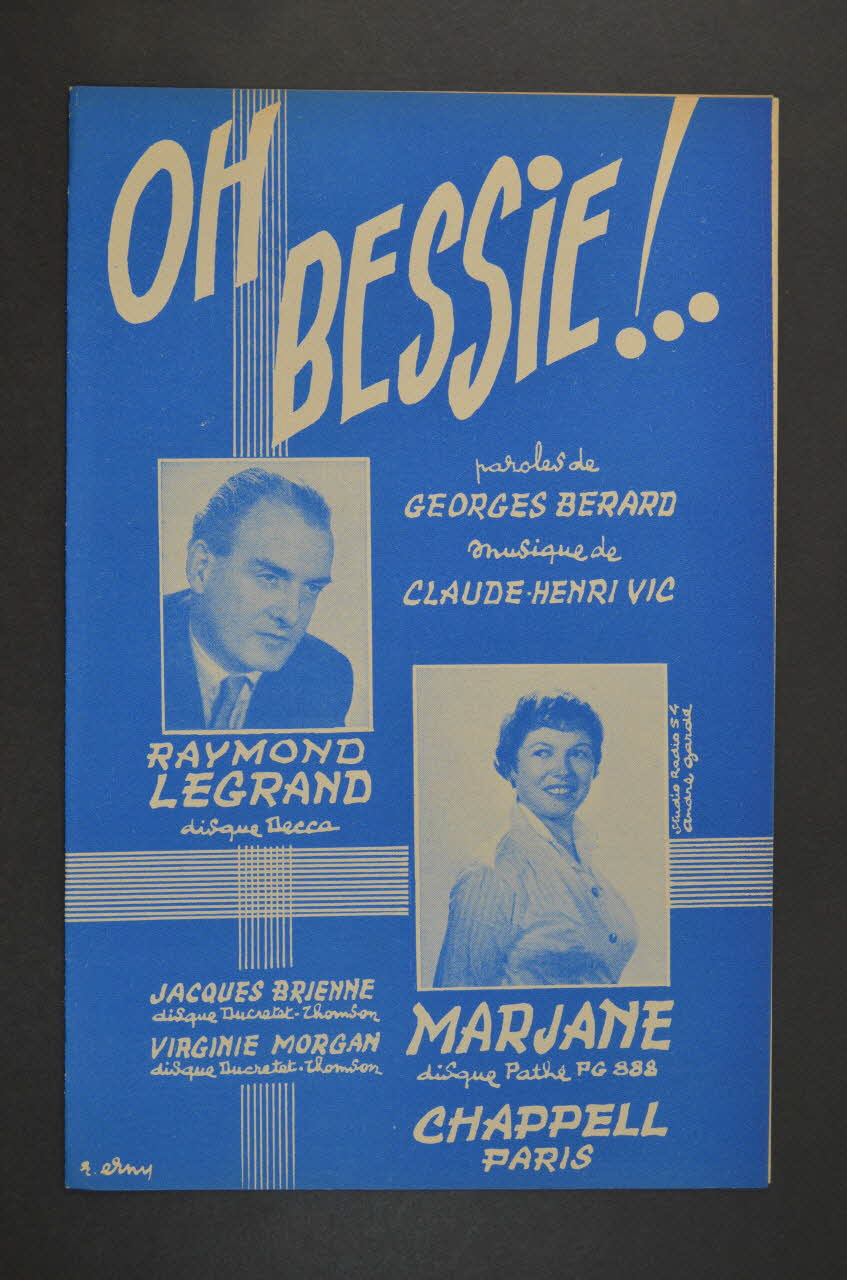 OH
BESSiE!...
paroles de
GEORGES BERARD
musique de
CLAUDE-HENRI VIC
RAYMOND
LEGRAND
disque Decca
Studio Radio 54
André Garde
JACQUES BRIENNE
disque Ducretet-Thomson
VIRGINIE MORGAN
disque Ducretet-Thomson
MARJANE
disque Pathé PG 888
CHAPPELL
PARIS